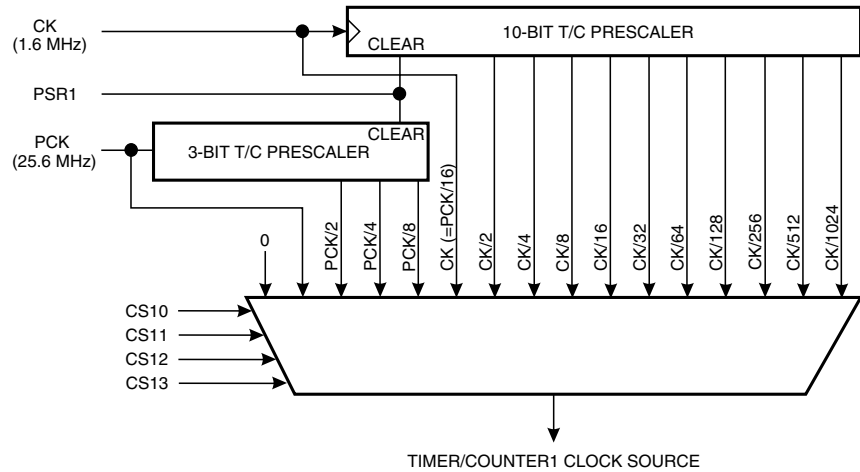 CK
(1.6 MHz)
10-BIT T/C PRESCALER
CLEAR
PSR1
CLEAR
PCK
(25.6 MHz)
3-BIT T/C PRESCALER
0
PCK/2
PCK/4
PCK/8
CK (=PCK/16)
CK/2
CK/4
CK/8
CK/16
CK/32
CK/64
CK/128
CK/256
CK/512
CK/1024
CS10
CS11
CS12
CS13
TIMER/COUNTER1 CLOCK SOURCE